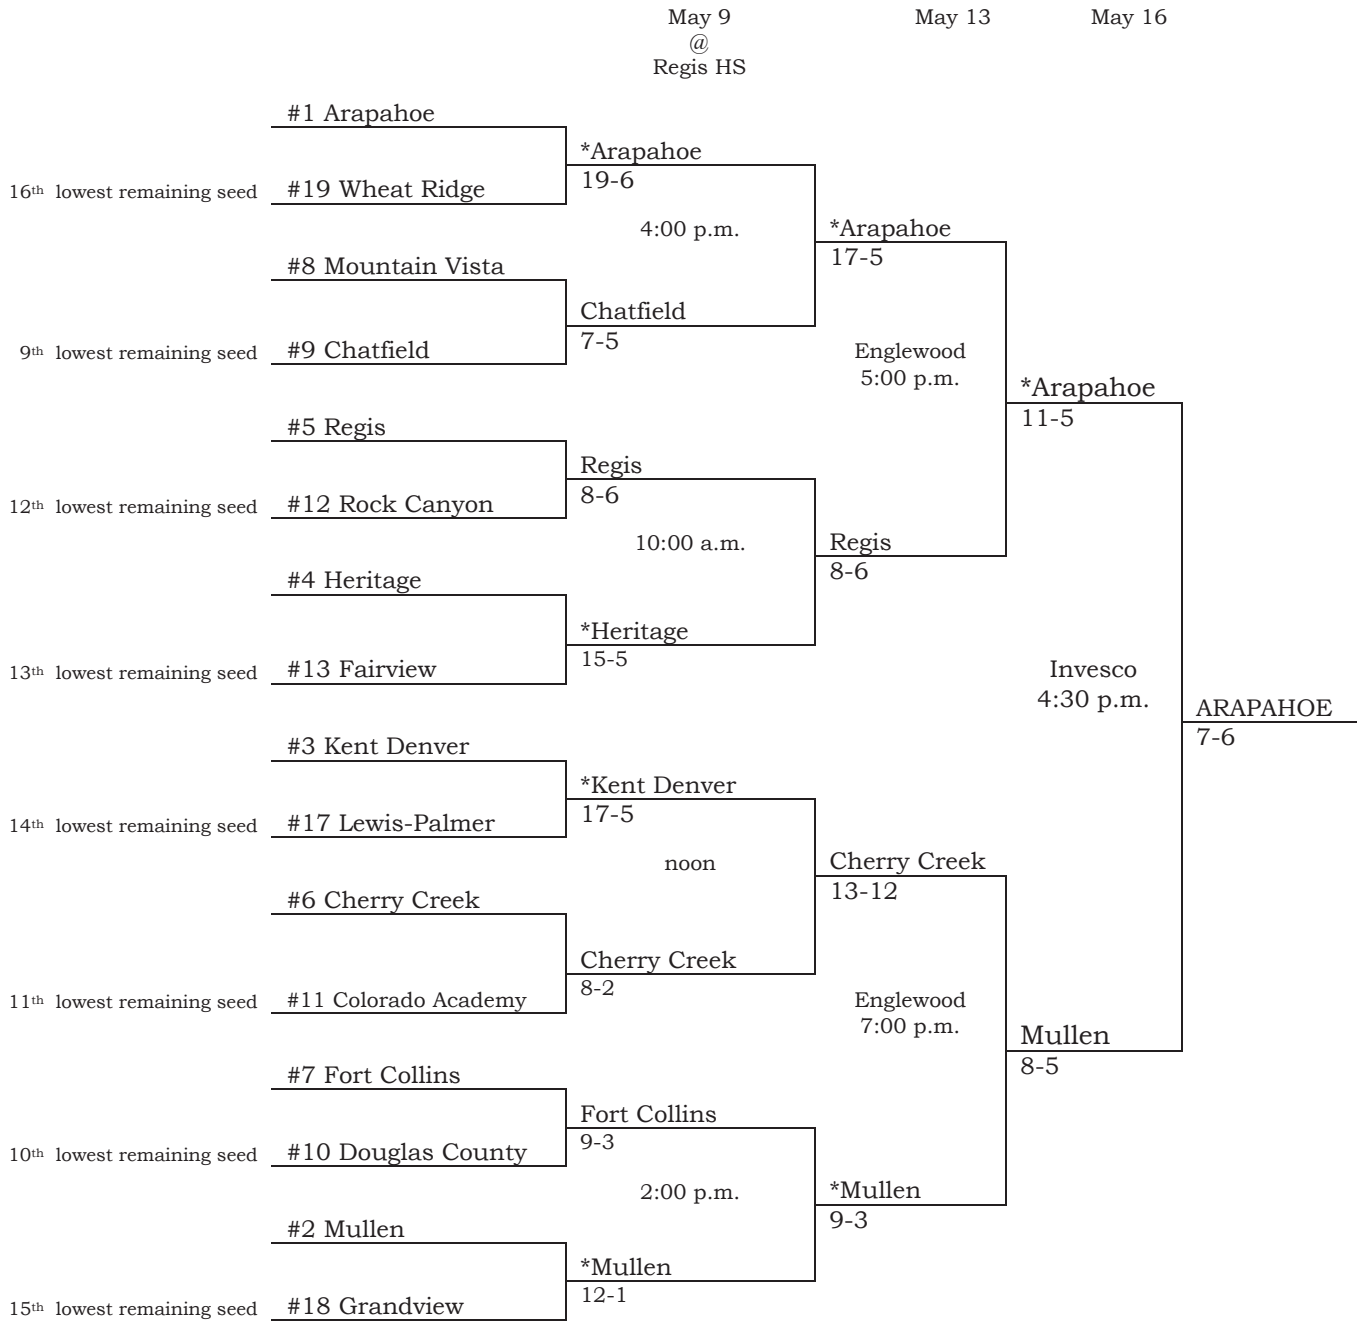 May 9
@
Regis HS
May 13
May 16
#1 Arapahoe
*Arapahoe
19-6
16th lowest remaining seed
#19 Wheat Ridge
4:00 p.m.
*Arapahoe
17-5
#8 Mountain Vista
Chatfield
7-5
9th lowest remaining seed
#9 Chatfield
Englewood
5:00 p.m.
*Arapahoe
11-5
#5 Regis
Regis
8-6
12th lowest remaining seed
#12 Rock Canyon
10:00 a.m.
Regis
8-6
#4 Heritage
*Heritage
15-5
13th lowest remaining seed
#13 Fairview
Invesco
4:30 p.m.
ARAPAHOE
7-6
#3 Kent Denver
*Kent Denver
17-5
14th lowest remaining seed
#17 Lewis-Palmer
noon
Cherry Creek
13-12
#6 Cherry Creek
Cherry Creek
8-2
11th lowest remaining seed
#11 Colorado Academy
Englewood
7:00 p.m.
Mullen
8-5
#7 Fort Collins
Fort Collins
9-3
10th lowest remaining seed
#10 Douglas County
2:00 p.m.
*Mullen
9-3
#2 Mullen
*Mullen
12-1
15th lowest remaining seed
#18 Grandview